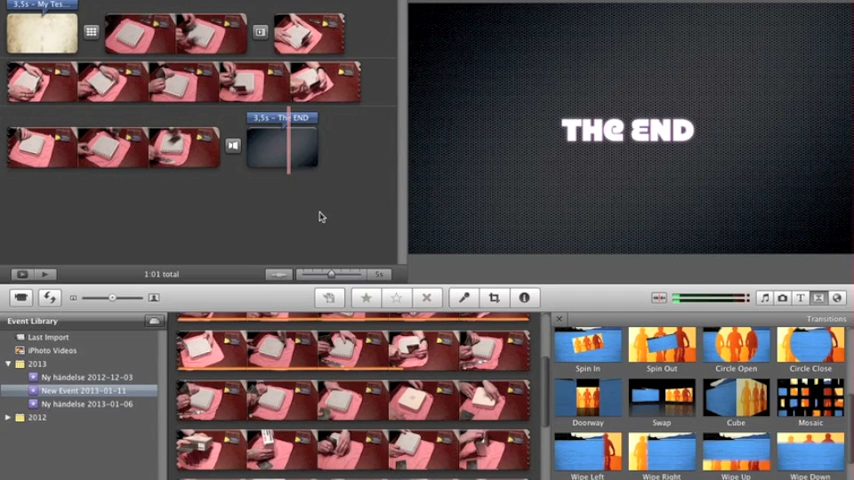 3,5s – My Tes...
3,5s – The END
THE END
1:01 total
5s
Event Library
Last Import
iPhoto Videos
2013
Ny händelse 2012-12-03
New Event 2013-01-11
Ny händelse 2013-01-06
2012
Transitions
Spin In
Spin Out
Circle Open
Circle Close
Doorway
Swap
Cube
Mosaic
Wipe Left
Wipe Right
Wipe Up
Wipe Down